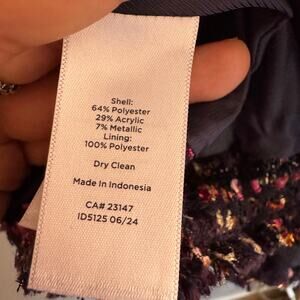 Shell:
64% Polyester
29% Acrylic
7% Metallic
Lining:
100% Polyester
Dry Clean
Made in Indonesia
CA# 23147
ID5125 06/24